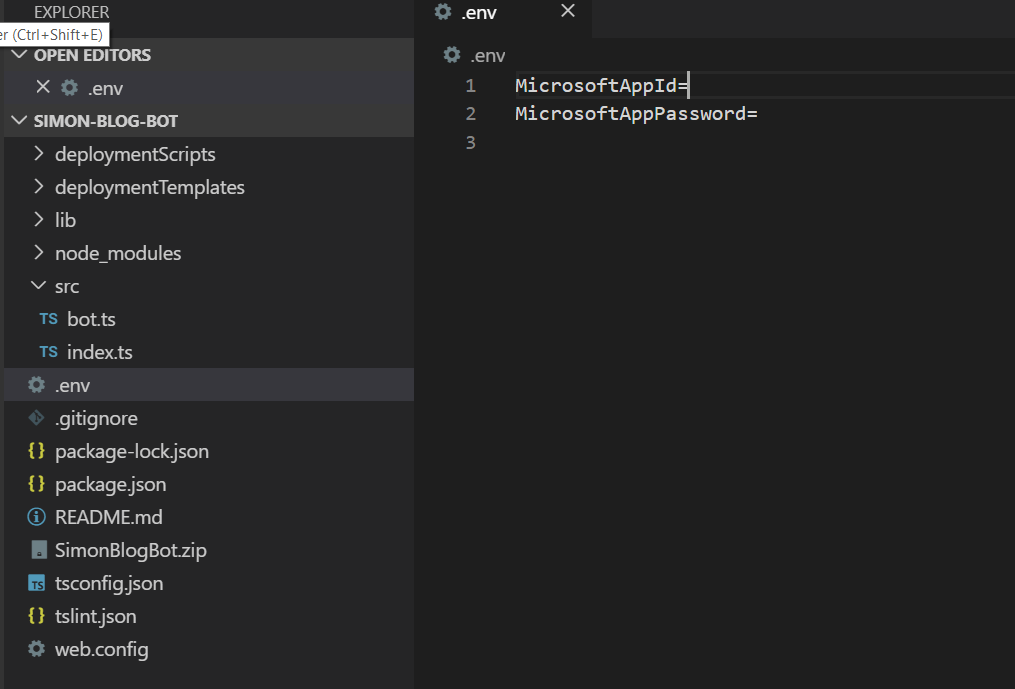 EXPLORER
er (Ctrl+Shift+E)
OPEN EDITORS
.env
SIMON-BLOG-BOT
deploymentScripts
deploymentTemplates
lib
node_modules
src
TS bot.ts
TS index.ts
.env
.gitignore
{} package-lock.json
{} package.json
README.md
SimonBlogBot.zip
TS tsconfig.json
{} tslint.json
web.config
.env
.env
1 MicrosoftAppId=
2 MicrosoftAppPassword=
3